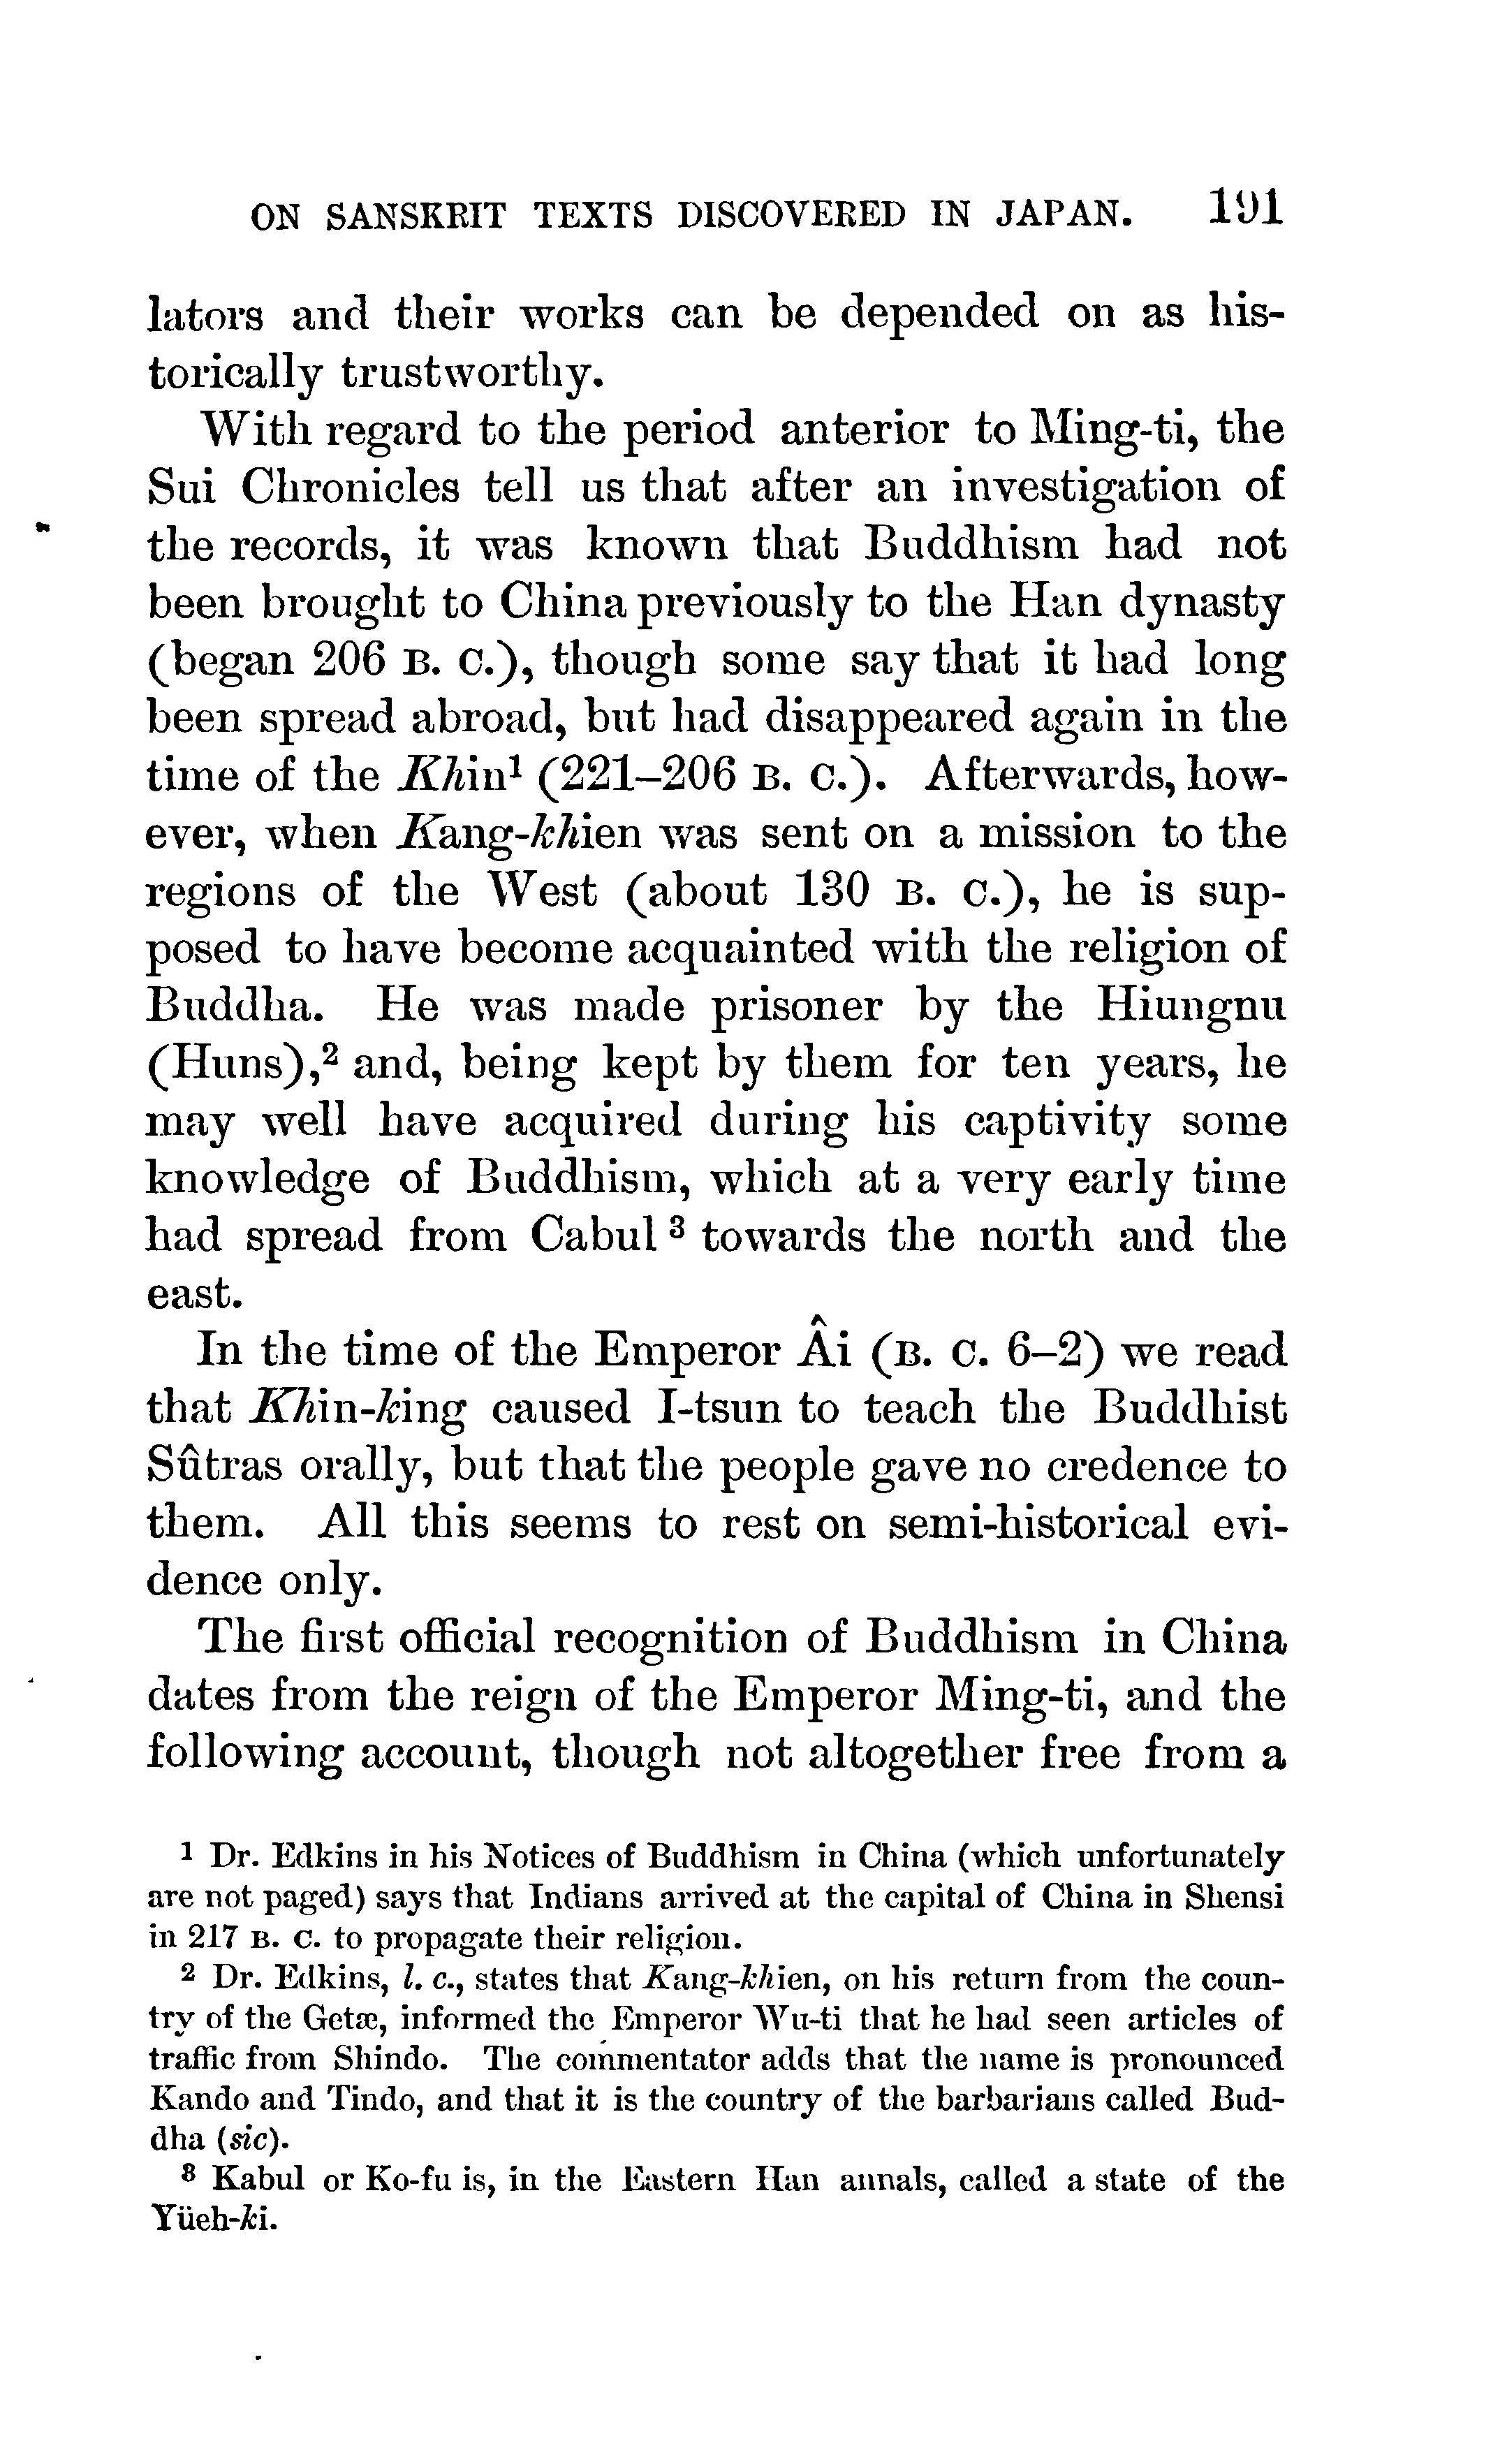 ON SANSKRIT TEXTS DISCOVERED IN JAPAN. 191
lators and their works can be depended on as his-
torically trustworthy.
With regard to the period anterior to Ming-ti, the
Sui Chronicles tell us that after an investigation of
the records, it was known that Buddhism had not
been brought to China previously to the Han dynasty
(began 206 B. C.), though some say that it had long
been spread abroad, but had disappeared again in the
time of the Khin¹ (221–206 B. C.). Afterwards, how-
ever, when Kang-khien was sent on a mission to the
regions of the West (about 130 B. C.), he is sup-
posed to have become acquainted with the religion of
Buddha. He was made prisoner by the Hiungnu
(Huns),² and, being kept by them for ten years, he
may well have acquired during his captivity some
knowledge of Buddhism, which at a very early time
had spread from Cabul ³ towards the north and the
east.
In the time of the Emperor Âi (B. C. 6–2) we read
that Khin-king caused I-tsun to teach the Buddhist
Sûtras orally, but that the people gave no credence to
them. All this seems to rest on semi-historical evi-
dence only.
The first official recognition of Buddhism in China
dates from the reign of the Emperor Ming-ti, and the
following account, though not altogether free from a
¹ Dr. Edkins in his Notices of Buddhism in China (which unfortunately
are not paged) says that Indians arrived at the capital of China in Shensi
in 217 B. C. to propagate their religion.
² Dr. Edkins, l. c., states that Kang-khien, on his return from the coun-
try of the Getæ, informed the Emperor Wu-ti that he had seen articles of
traffic from Shindo. The commentator adds that the name is pronounced
Kando and Tindo, and that it is the country of the barbarians called Bud-
dha (sic).
³ Kabul or Ko-fu is, in the Eastern Han annals, called a state of the
Yüeh-ki.